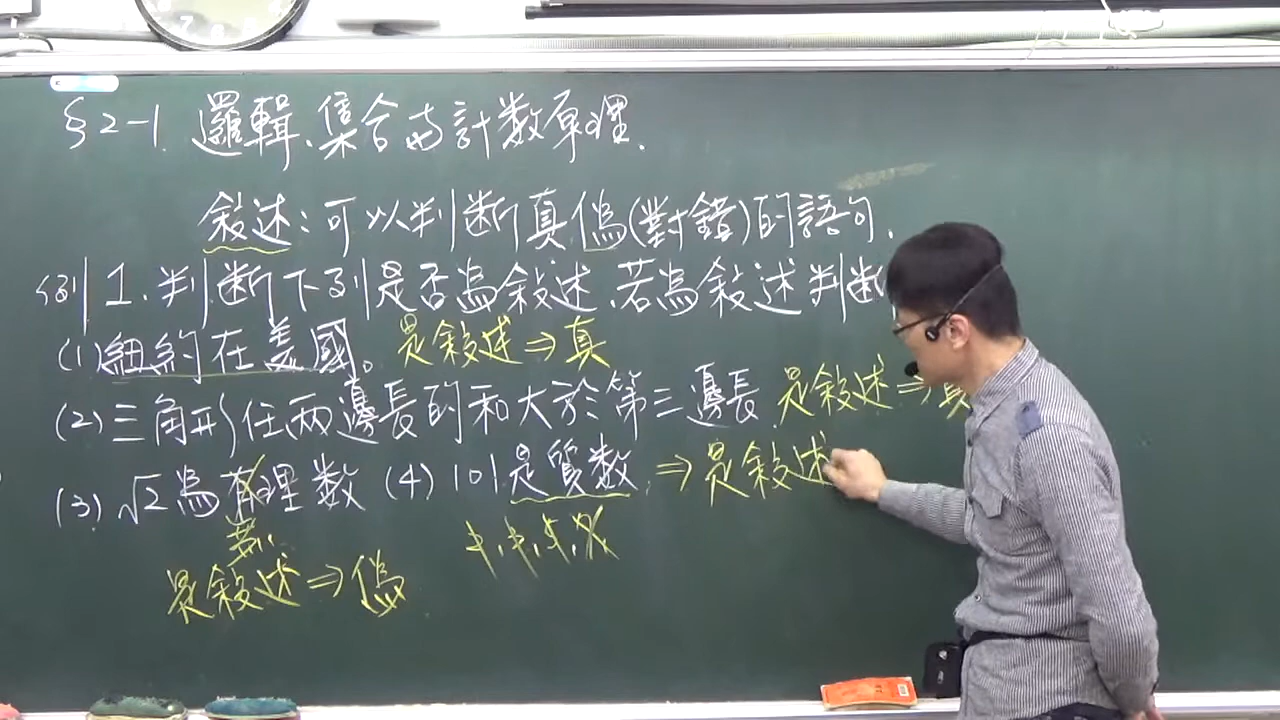 §2-1 邏輯、集合與計數原理.
敘述：可以判斷真偽(對錯)的語句.
例1. 判斷下列是否為敘述、若為敘述判斷
(1) 紐約在美國。 是敘述⇒真
(2) 三角形任兩邊長的和大於第三邊長. 是敘述⇒真
(3) √2為有理數 (4) 101是質數. ⇒是敘述
無
是敘述⇒偽
7